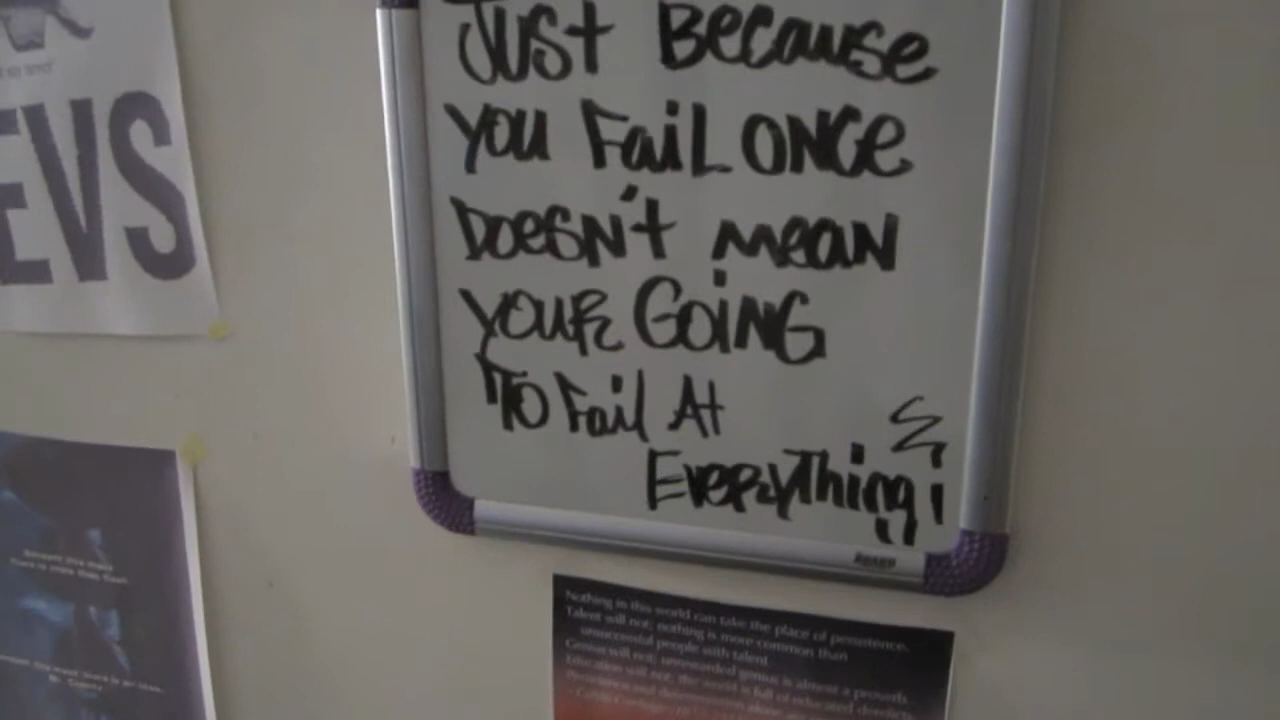 Just Because
You Fail once
Doesn't mean
Your Going
To Fail At
Everything
EVS
Nothing in this world can take the place of persistence.
Talent will not; nothing is more common than
unsuccessful people with talent.
Genius will not; unrewarded genius is almost a proverb.
Education will not; the world is full of educated derelicts.